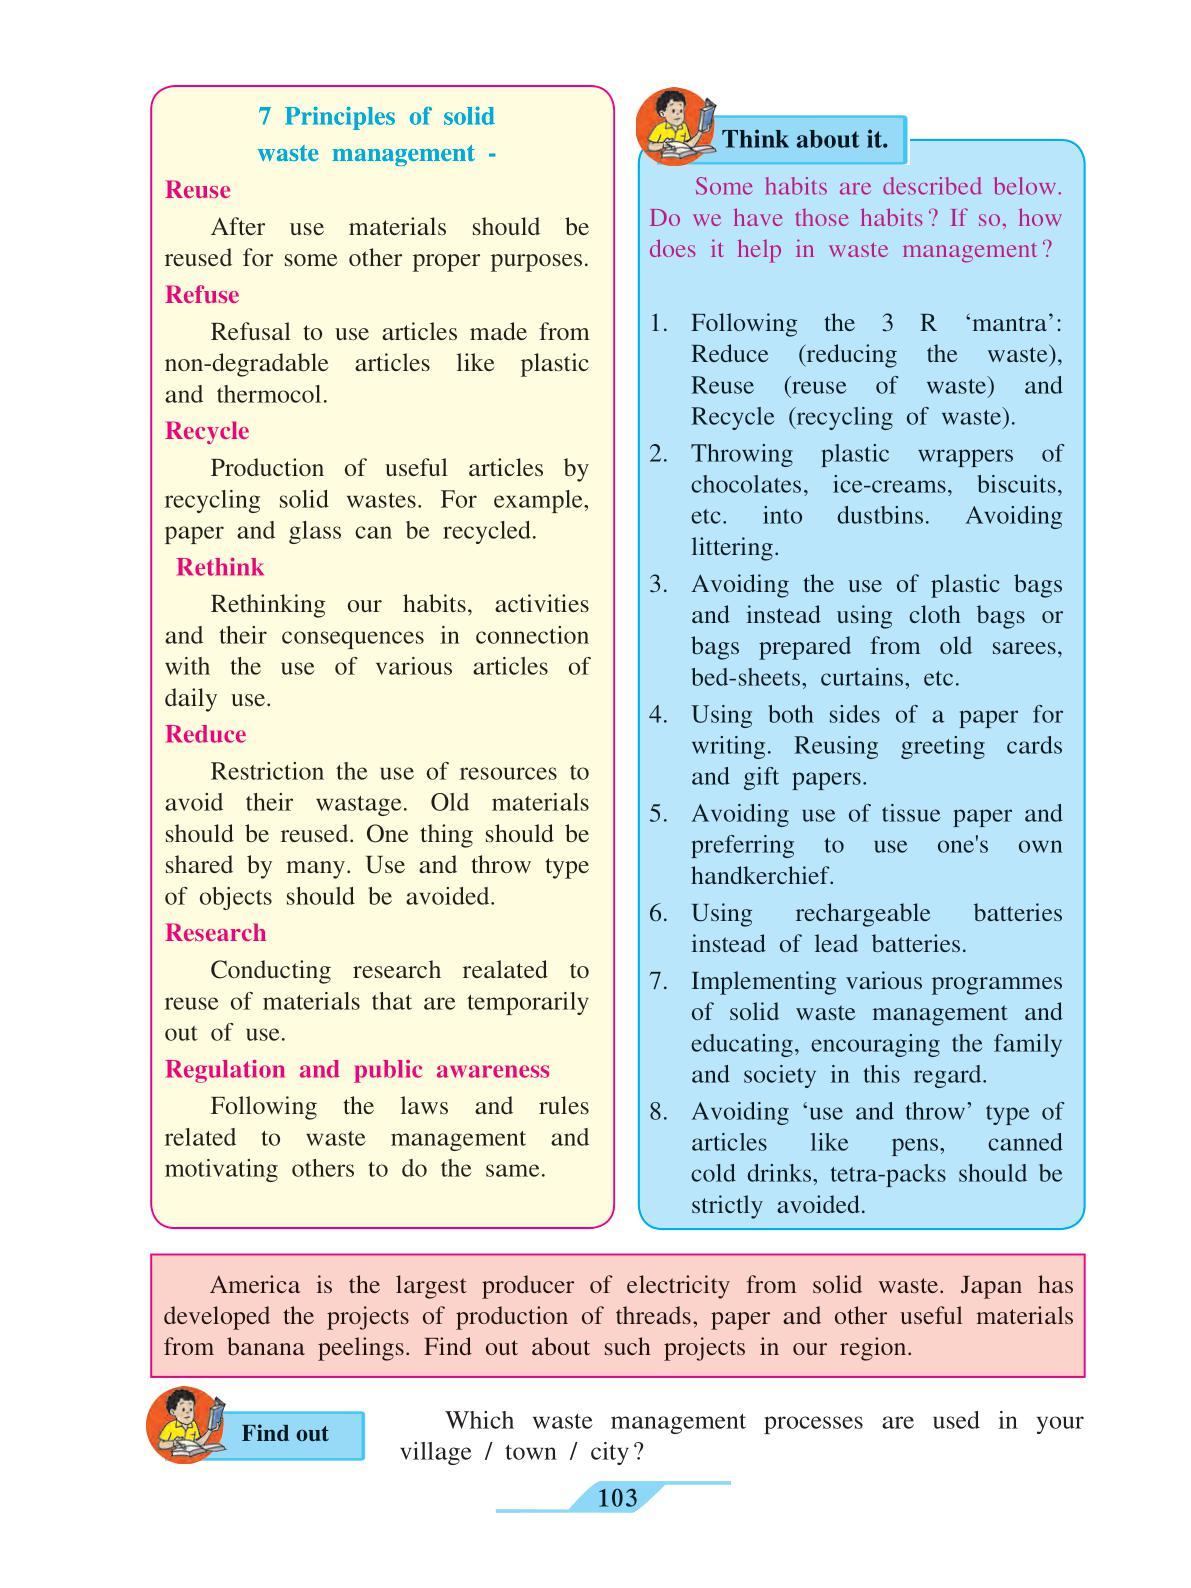 7 Principles of solid
waste management -
Reuse
After use materials should be
reused for some other proper purposes.
Refuse
Refusal to use articles made from
non-degradable articles like plastic
and thermocol.
Recycle
Production of useful articles by
recycling solid wastes. For example,
paper and glass can be recycled.
Rethink
Rethinking our habits, activities
and their consequences in connection
with the use of various articles of
daily use.
Reduce
Restriction the use of resources to
avoid their wastage. Old materials
should be reused. One thing should be
shared by many. Use and throw type
of objects should be avoided.
Research
Conducting research realated to
reuse of materials that are temporarily
out of use.
Regulation and public awareness
Following the laws and rules
related to waste management and
motivating others to do the same.
Think about it.
Some habits are described below.
Do we have those habits? If so, how
does it help in waste management?
1. Following the 3 R ‘mantra’:
Reduce (reducing the waste),
Reuse (reuse of waste) and
Recycle (recycling of waste).
2. Throwing plastic wrappers of
chocolates, ice-creams, biscuits,
etc. into dustbins. Avoiding
littering.
3. Avoiding the use of plastic bags
and instead using cloth bags or
bags prepared from old sarees,
bed-sheets, curtains, etc.
4. Using both sides of a paper for
writing. Reusing greeting cards
and gift papers.
5. Avoiding use of tissue paper and
preferring to use one's own
handkerchief.
6. Using rechargeable batteries
instead of lead batteries.
7. Implementing various programmes
of solid waste management and
educating, encouraging the family
and society in this regard.
8. Avoiding ‘use and throw’ type of
articles like pens, canned
cold drinks, tetra-packs should be
strictly avoided.
America is the largest producer of electricity from solid waste. Japan has
developed the projects of production of threads, paper and other useful materials
from banana peelings. Find out about such projects in our region.
Find out
Which waste management processes are used in your
village / town / city?
103